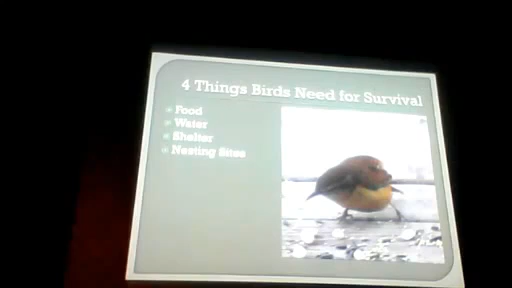 4 Things Birds Need for Survival
Food
Water
Shelter
Nesting Sites